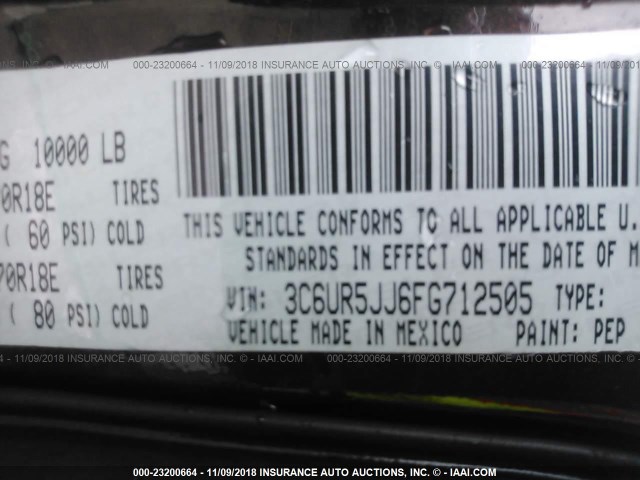 000-23200664 - 11/09/2018 INSURANCE AUTO AUCTIONS, INC. - © IAAI.COM
G 10000 LB
0R18E TIRES
( 60 PSI) COLD
70R18E TIRES
( 80 PSI) COLD
THIS VEHICLE CONFORMS TO ALL APPLICABLE U.
STANDARDS IN EFFECT ON THE DATE OF M
VIN: 3C6UR5JJ6FG712505 TYPE:
VEHICLE MADE IN MEXICO PAINT: PEP
000-23200664 - 11/09/2018 INSURANCE AUTO AUCTIONS, INC. - © IAAI.COM
000-23200664 - 11/09/2018 INSURANCE AUTO AUCTIONS, INC. - © IAAI.COM